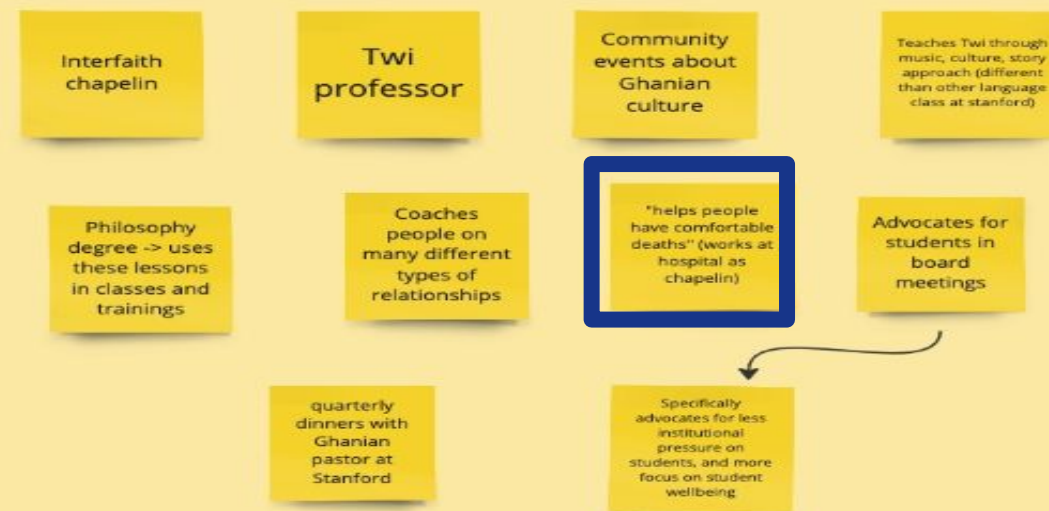 Interfaith
chapelin
Twi
professor
Community
events about
Ghanian
culture
Teaches Twi through
music, culture, story
approach (different
than other language
class at stanford)
Philosophy
degree -> uses
these lessons
in classes and
trainings
Coaches
people on
many different
types of
relationships
"helps people
have comfortable
deaths" (works at
hospital as
chapelin)
Advocates for
students in
board
meetings
quarterly
dinners with
Ghanian
pastor at
Stanford
Specifically
advocates for less
institutional
pressure on
students, and more
focus on student
wellbeing